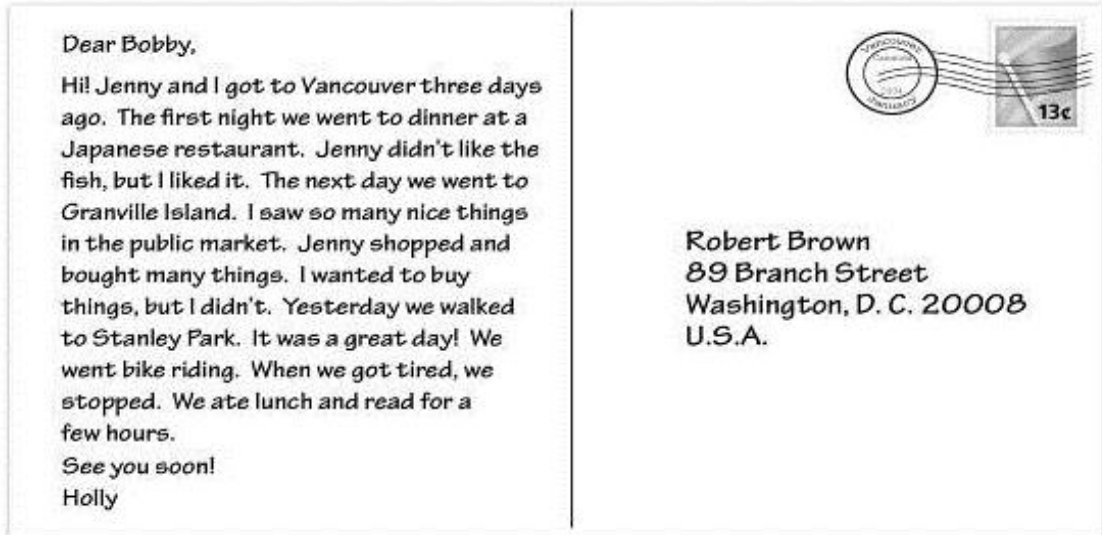 Dear Bobby,
Hi! Jenny and I got to Vancouver three days
ago. The first night we went to dinner at a
Japanese restaurant. Jenny didn't like the
fish, but I liked it. The next day we went to
Granville Island. I saw so many nice things
in the public market. Jenny shopped and
bought many things. I wanted to buy
things, but I didn't. Yesterday we walked
to Stanley Park. It was a great day! We
went bike riding. When we got tired, we
stopped. We ate lunch and read for a
few hours.
See you soon!
Holly
Vancouver
January
13¢
Robert Brown
89 Branch Street
Washington, D. C. 20008
U.S.A.